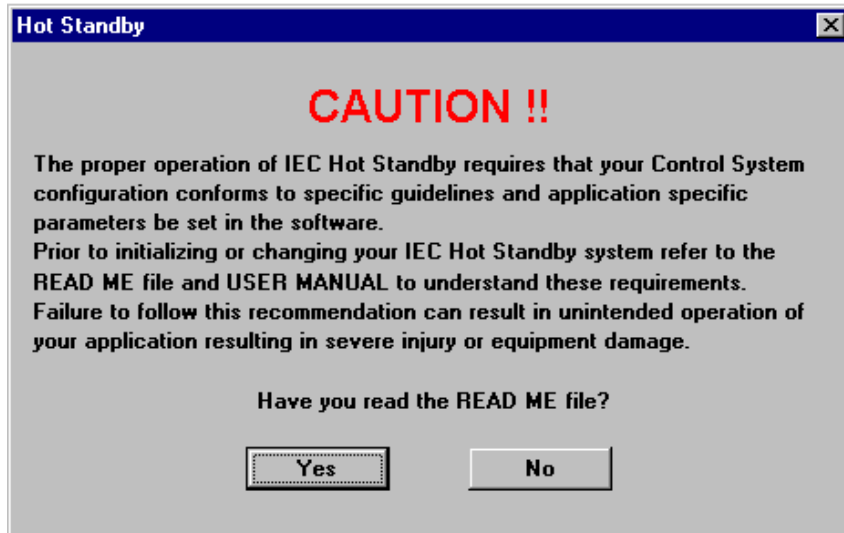 Hot Standby
CAUTION !!
The proper operation of IEC Hot Standby requires that your Control System
configuration conforms to specific guidelines and application specific
parameters be set in the software.
Prior to initializing or changing your IEC Hot Standby system refer to the
READ ME file and USER MANUAL to understand these requirements.
Failure to follow this recommendation can result in unintended operation of
your application resulting in severe injury or equipment damage.
Have you read the READ ME file?
Yes
No